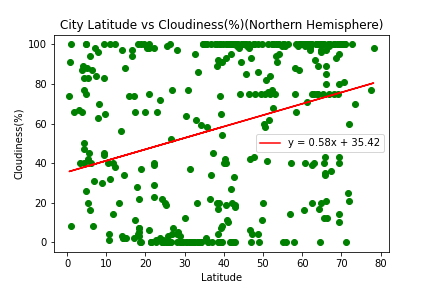 City Latitude vs Cloudiness(%)(Northern Hemisphere)
100
80
60
40
20
0
Cloudiness(%)
y = 0.58x + 35.42
0 10 20 30 40 50 60 70 80
Latitude